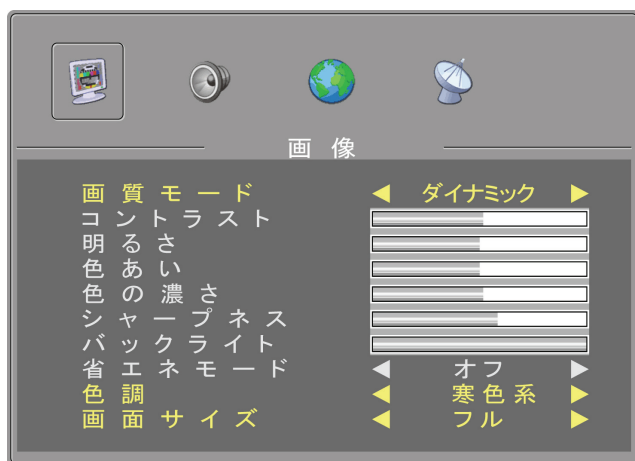 画像
画質モード ダイナミック
コントラスト
明るさ
色あい
色の濃さ
シャープネス
バックライト
省エネモード オフ
色調 寒色系
画面サイズ フル